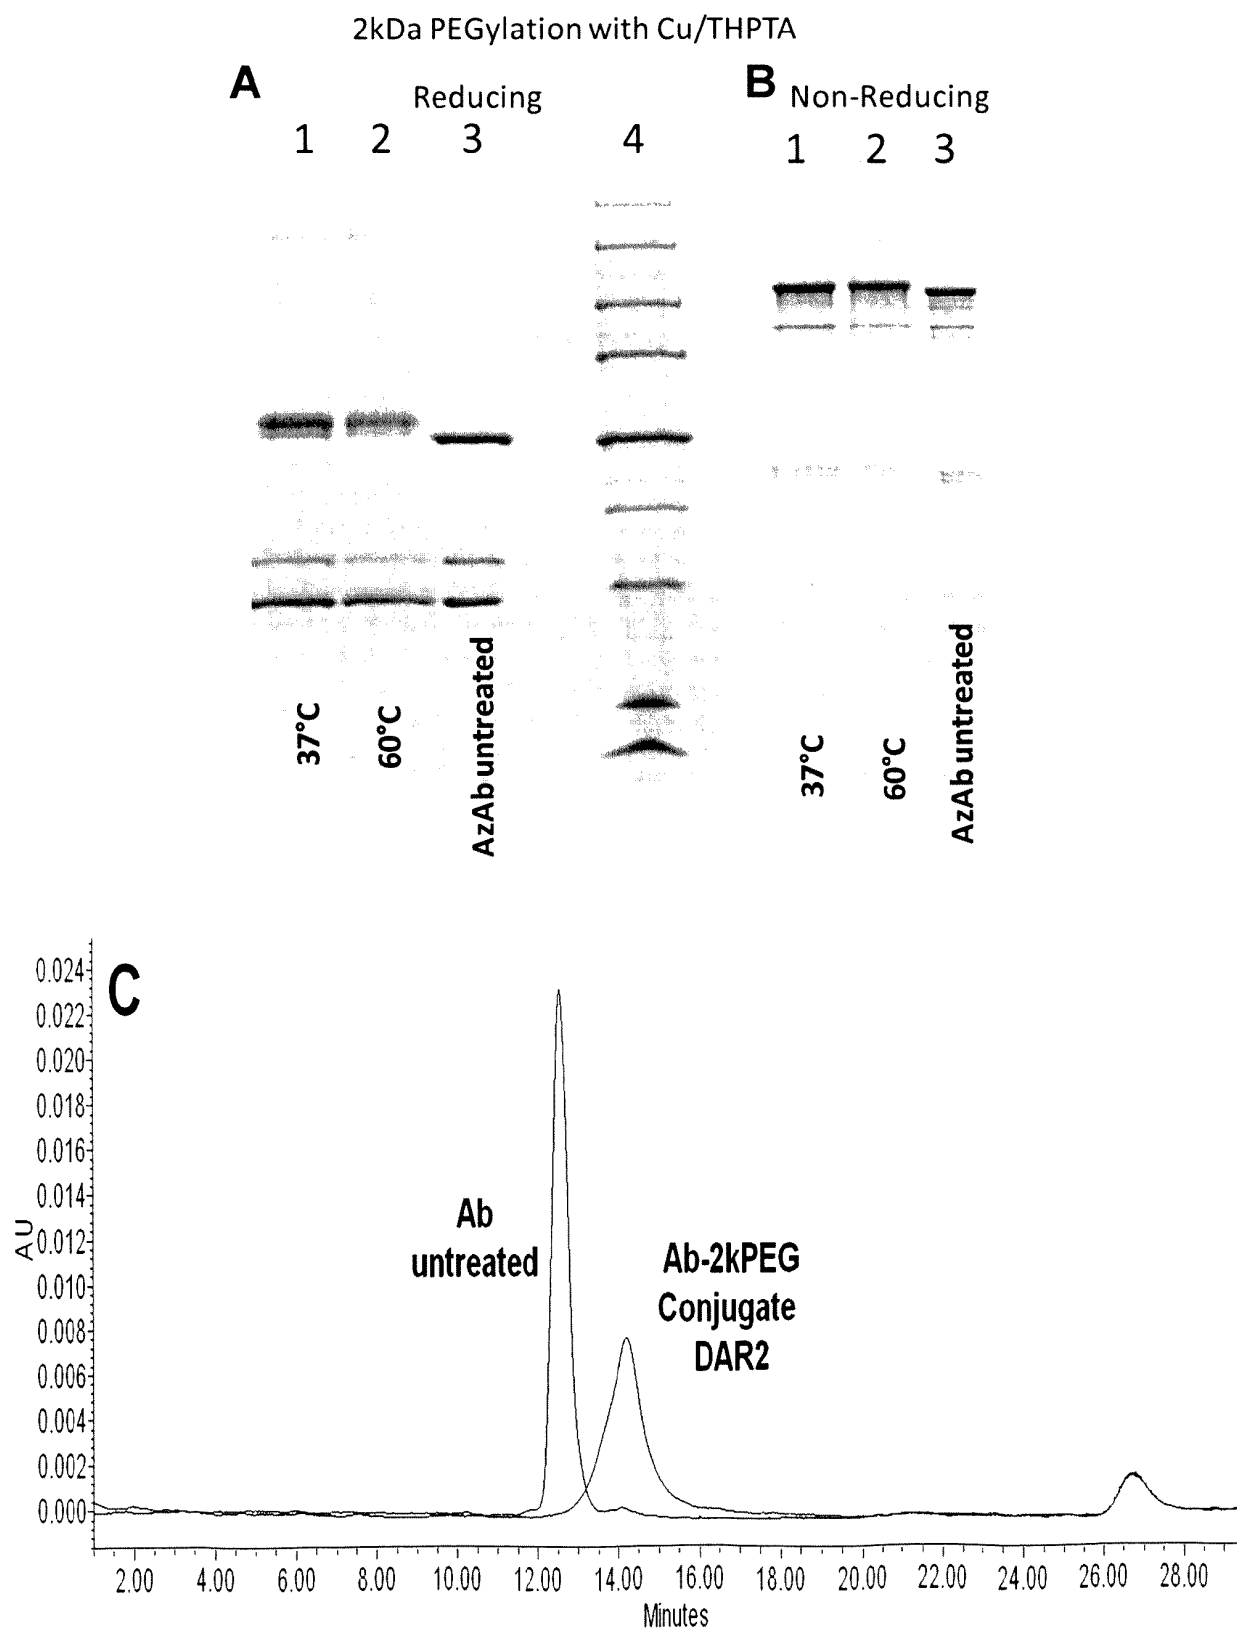 2kDa PEGylation with Cu/THPTA
A
Reducing
1 2 3 4
37°C
60°C
AzAb untreated
B
Non-Reducing
1 2 3
37°C
60°C
AzAb untreated
C
0.024
0.022
0.020
0.018
0.016
0.014
0.012
0.010
0.008
0.006
0.004
0.002
0.000
AU
Ab
untreated
Ab-2kPEG
Conjugate
DAR2
2.00 4.00 6.00 8.00 10.00 12.00 14.00 16.00 18.00 20.00 22.00 24.00 26.00 28.00
Minutes